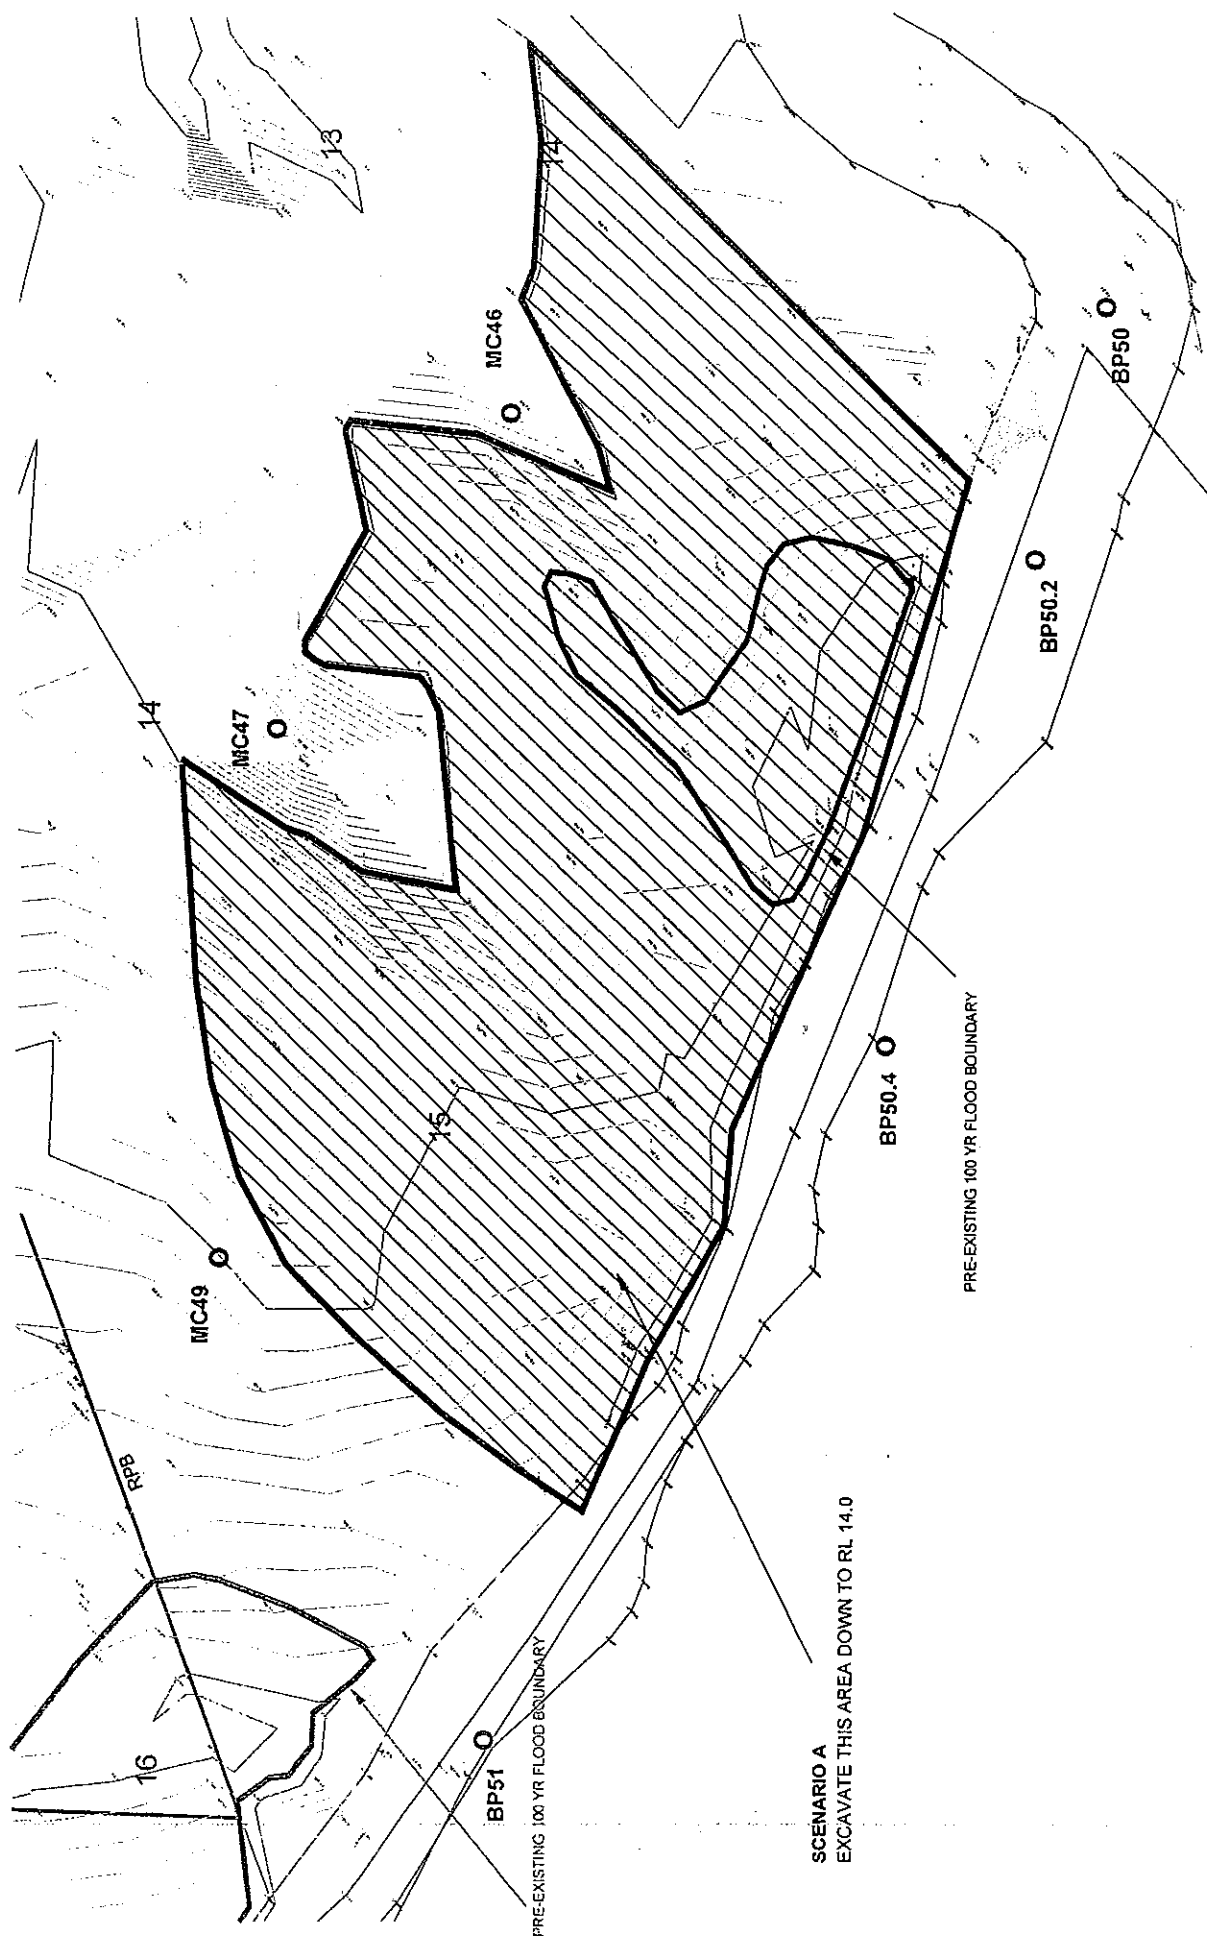 13
14
MC46
BP50
14
MC47
BP50.2
15
BP50.4
PRE-EXISTING 100 YR FLOOD BOUNDARY
MC49
RPB
16
BP51
PRE-EXISTING 100 YR FLOOD BOUNDARY
SCENARIO A
EXCAVATE THIS AREA DOWN TO RL 14.0